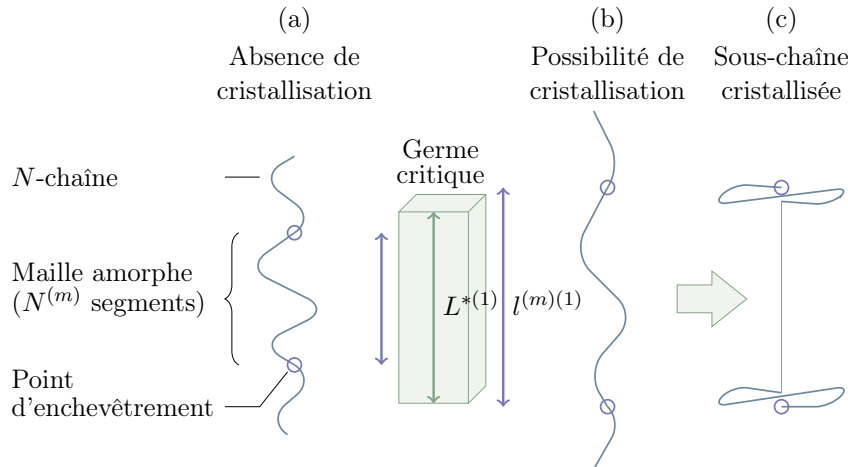 (a)
Absence de
cristallisation
(b)
Possibilité de
cristallisation
(c)
Sous-chaîne
cristallisée
Germe
critique
N-chaîne
Maille amorphe
(N^(m) segments)
L*(1)
l^(m)(1)
Point
d'enchevêtrement